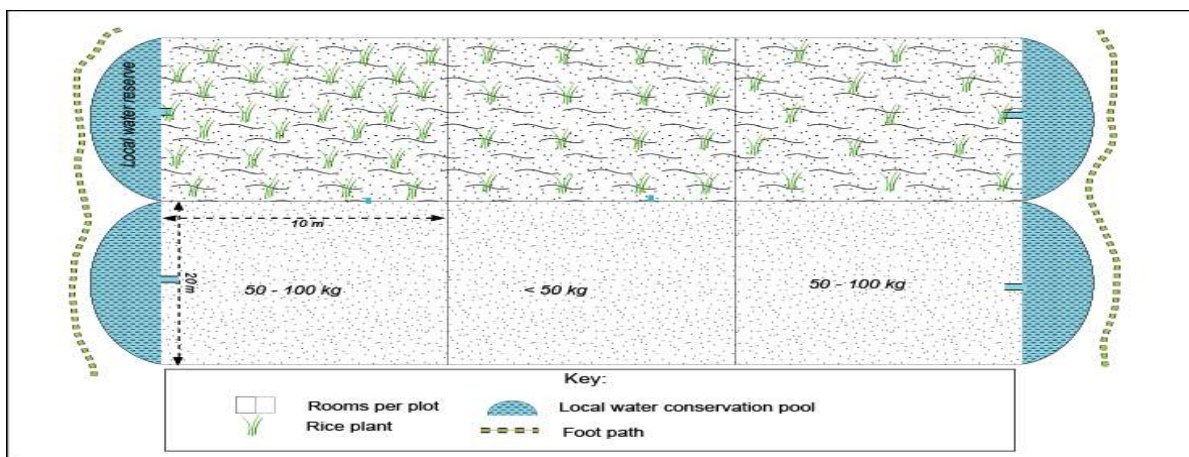 Local water reserve
10 m
20m
50 - 100 kg
< 50 kg
50 - 100 kg
Key:
Rooms per plot
Local water conservation pool
Rice plant
Foot path